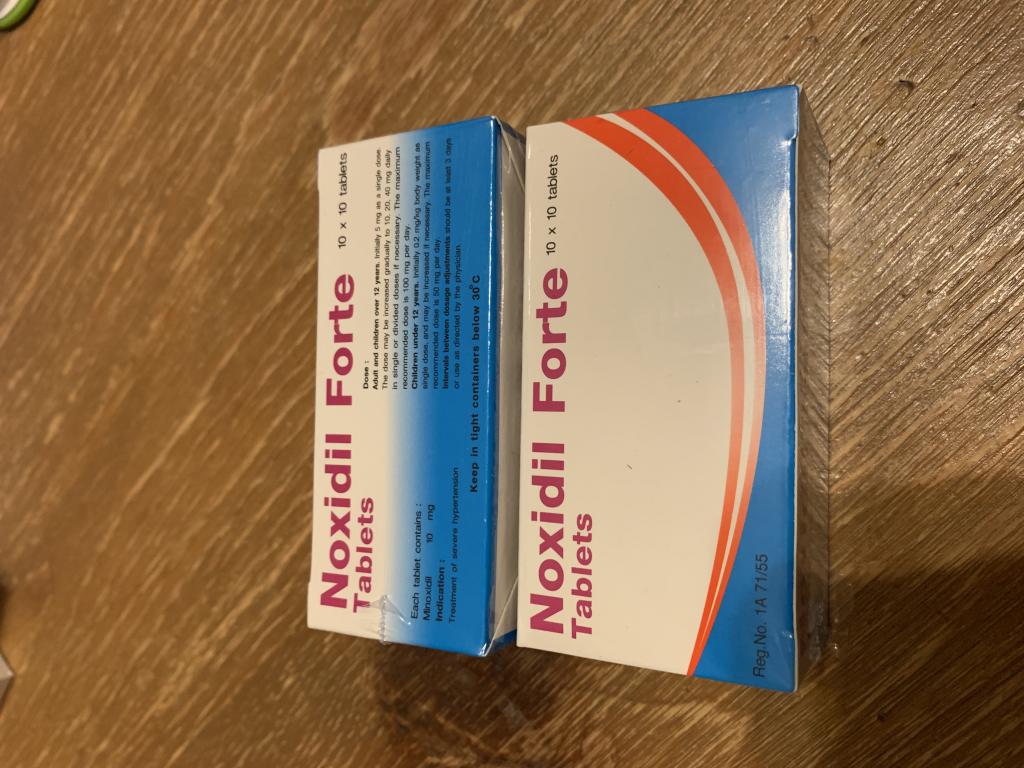 Noxidil Forte 10 x 10 tablets
Tablets
Each tablet contains :
Minoxidil 10 mg
Indication :
Treatment of severe hypertension
Dose :
Adult and children over 12 years. Initially 5 mg as a single dose.
The dose may be increased gradually to 10, 20, 40 mg daily
in single or divided doses if necessary. The maximum
recommended dose is 100 mg per day.
Children under 12 years. Initially 0.2 mg/kg body weight as
single dose, and may be increased if necessary. The maximum
recommended dose is 50 mg per day.
Intervals between dosage adjustments should be at least 3 days
or use as directed by the physician.
Keep in tight containers below 30°C
Noxidil Forte 10 x 10 tablets
Tablets
Reg.No. 1A 71/55